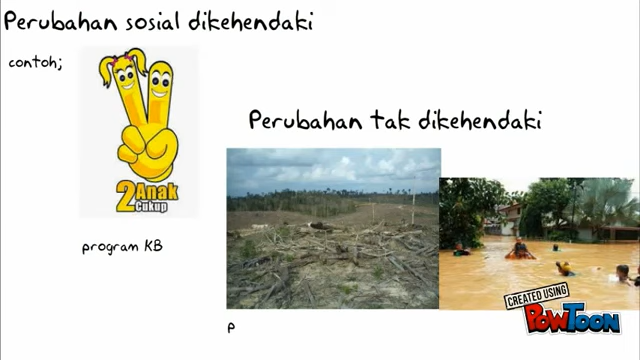 Perubahan sosial dikehendaki
contoh;
2 Anak
Cukup
program KB
Perubahan tak dikehendaki
P
CREATED USING
POWTOON